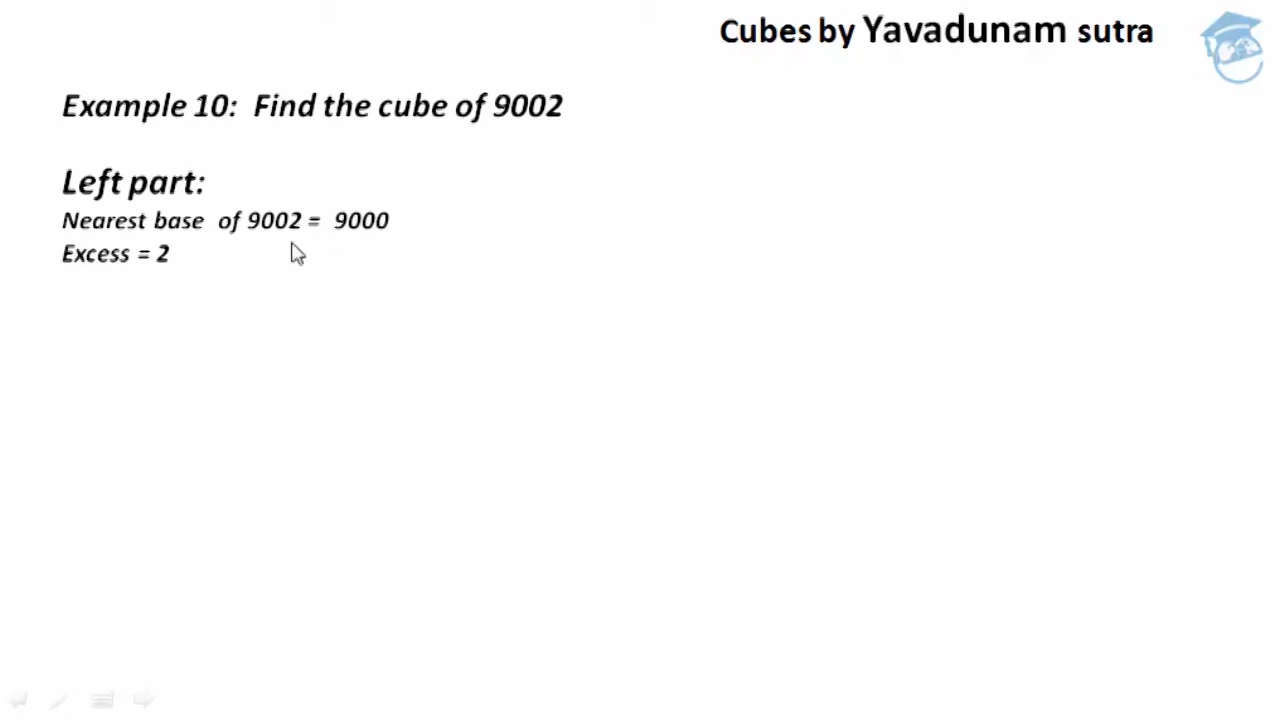 Cubes by Yavadunam sutra
Example 10: Find the cube of 9002
Left part:
Nearest base of 9002 = 9000
Excess = 2